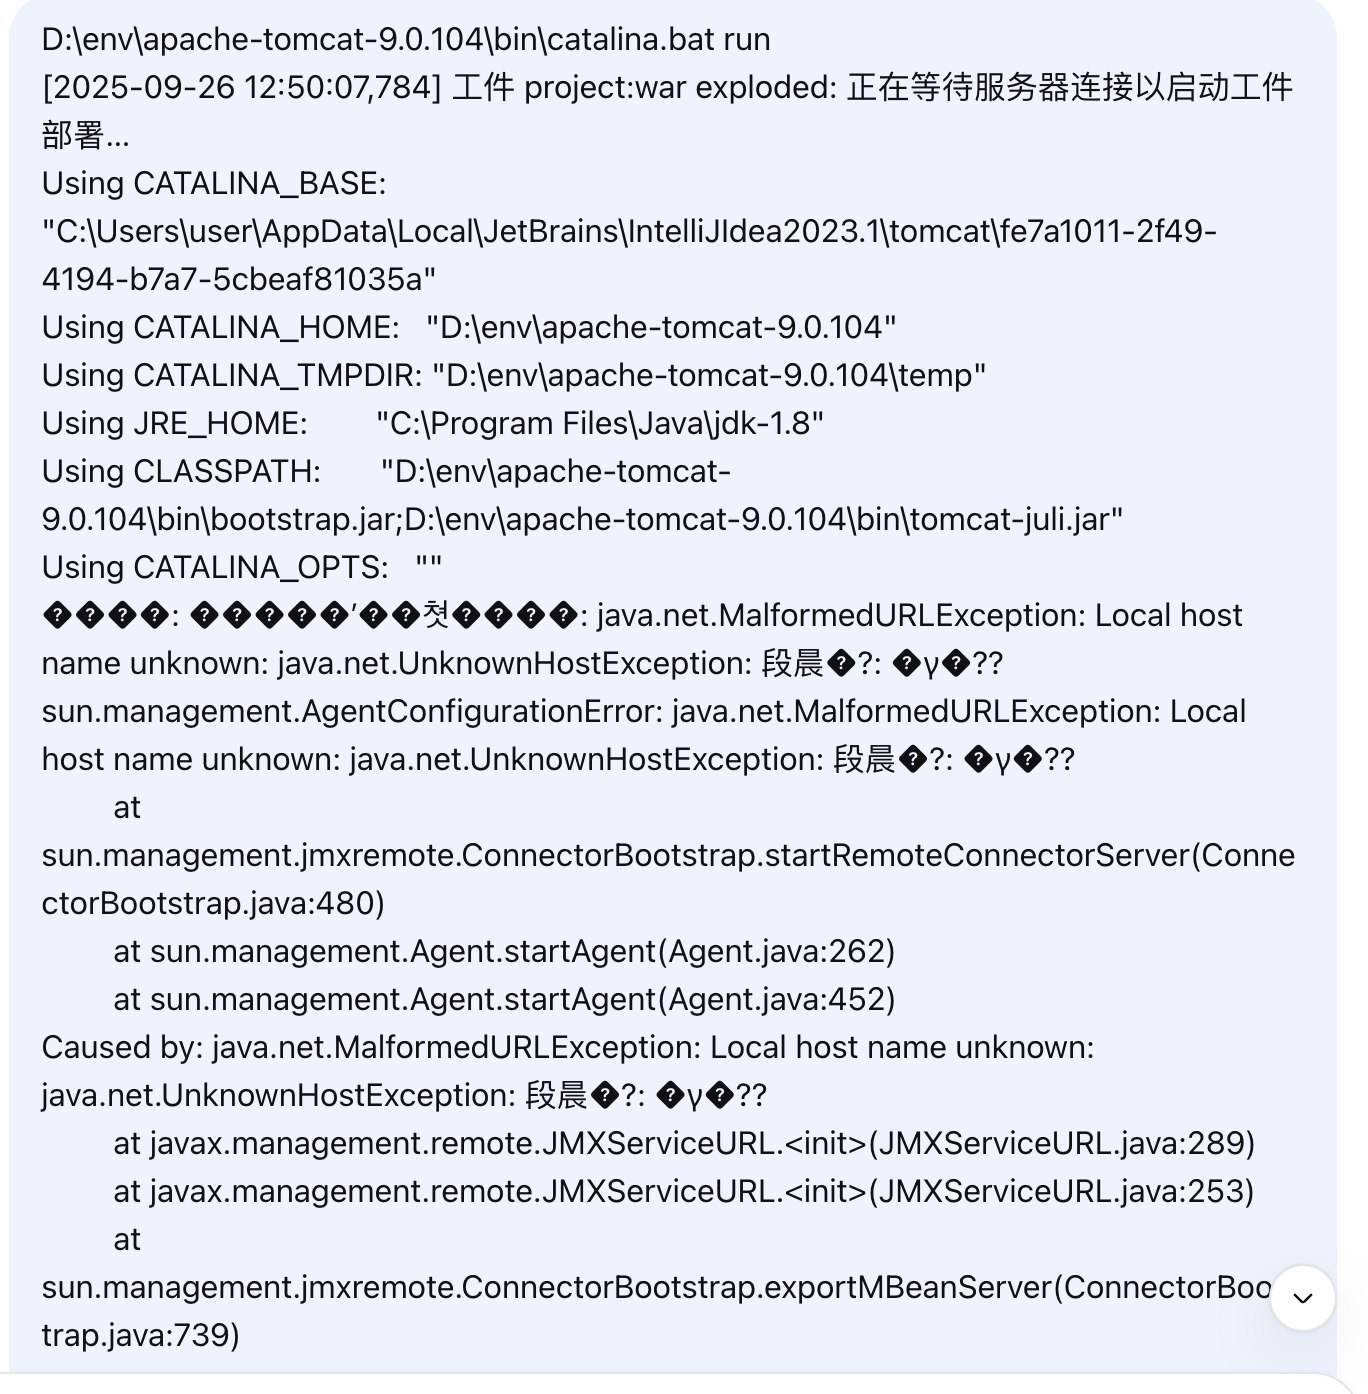 D:\env\apache-tomcat-9.0.104\bin\catalina.bat run
[2025-09-26 12:50:07,784] 工件 project:war exploded: 正在等待服务器连接以启动工件
部署...
Using CATALINA_BASE:
"C:\Users\user\AppData\Local\JetBrains\IntelliJIdea2023.1\tomcat\fe7a1011-2f49-
4194-b7a7-5cbeaf81035a"
Using CATALINA_HOME:   "D:\env\apache-tomcat-9.0.104"
Using CATALINA_TMPDIR: "D:\env\apache-tomcat-9.0.104\temp"
Using JRE_HOME:        "C:\Program Files\Java\jdk-1.8"
Using CLASSPATH:       "D:\env\apache-tomcat-
9.0.104\bin\bootstrap.jar;D:\env\apache-tomcat-9.0.104\bin\tomcat-juli.jar"
Using CATALINA_OPTS:   ""
����: �����ʼ��쳣����: java.net.MalformedURLException: Local host
name unknown: java.net.UnknownHostException: 段晨�?: �γ�??
sun.management.AgentConfigurationError: java.net.MalformedURLException: Local
host name unknown: java.net.UnknownHostException: 段晨�?: �γ�??
at
sun.management.jmxremote.ConnectorBootstrap.startRemoteConnectorServer(Conne
ctorBootstrap.java:480)
at sun.management.Agent.startAgent(Agent.java:262)
at sun.management.Agent.startAgent(Agent.java:452)
Caused by: java.net.MalformedURLException: Local host name unknown:
java.net.UnknownHostException: 段晨�?: �γ�??
at javax.management.remote.JMXServiceURL.<init>(JMXServiceURL.java:289)
at javax.management.remote.JMXServiceURL.<init>(JMXServiceURL.java:253)
at
sun.management.jmxremote.ConnectorBootstrap.exportMBeanServer(ConnectorBoo
trap.java:739)